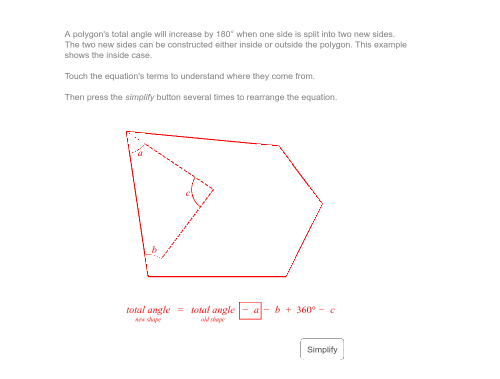 A polygon's total angle will increase by 180° when one side is split into two new sides.
The two new sides can be constructed either inside or outside the polygon. This example
shows the inside case.
Touch the equation's terms to understand where they come from.
Then press the simplify button several times to rearrange the equation.
a
c
b
total angle = total angle − a − b + 360° − c
new shape old shape
Simplify